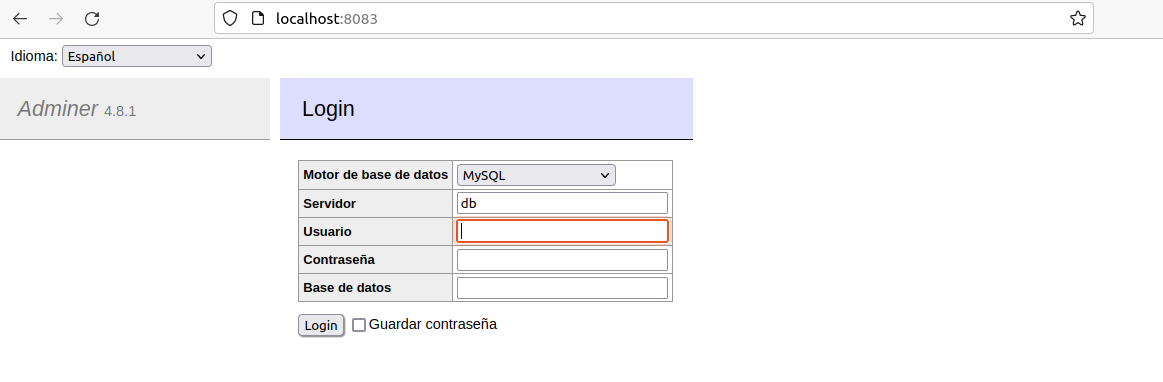 localhost:8083
Idioma: Español
Adminer 4.8.1
Login
Motor de base de datos MySQL
Servidor db
Usuario
Contraseña
Base de datos
Login Guardar contraseña